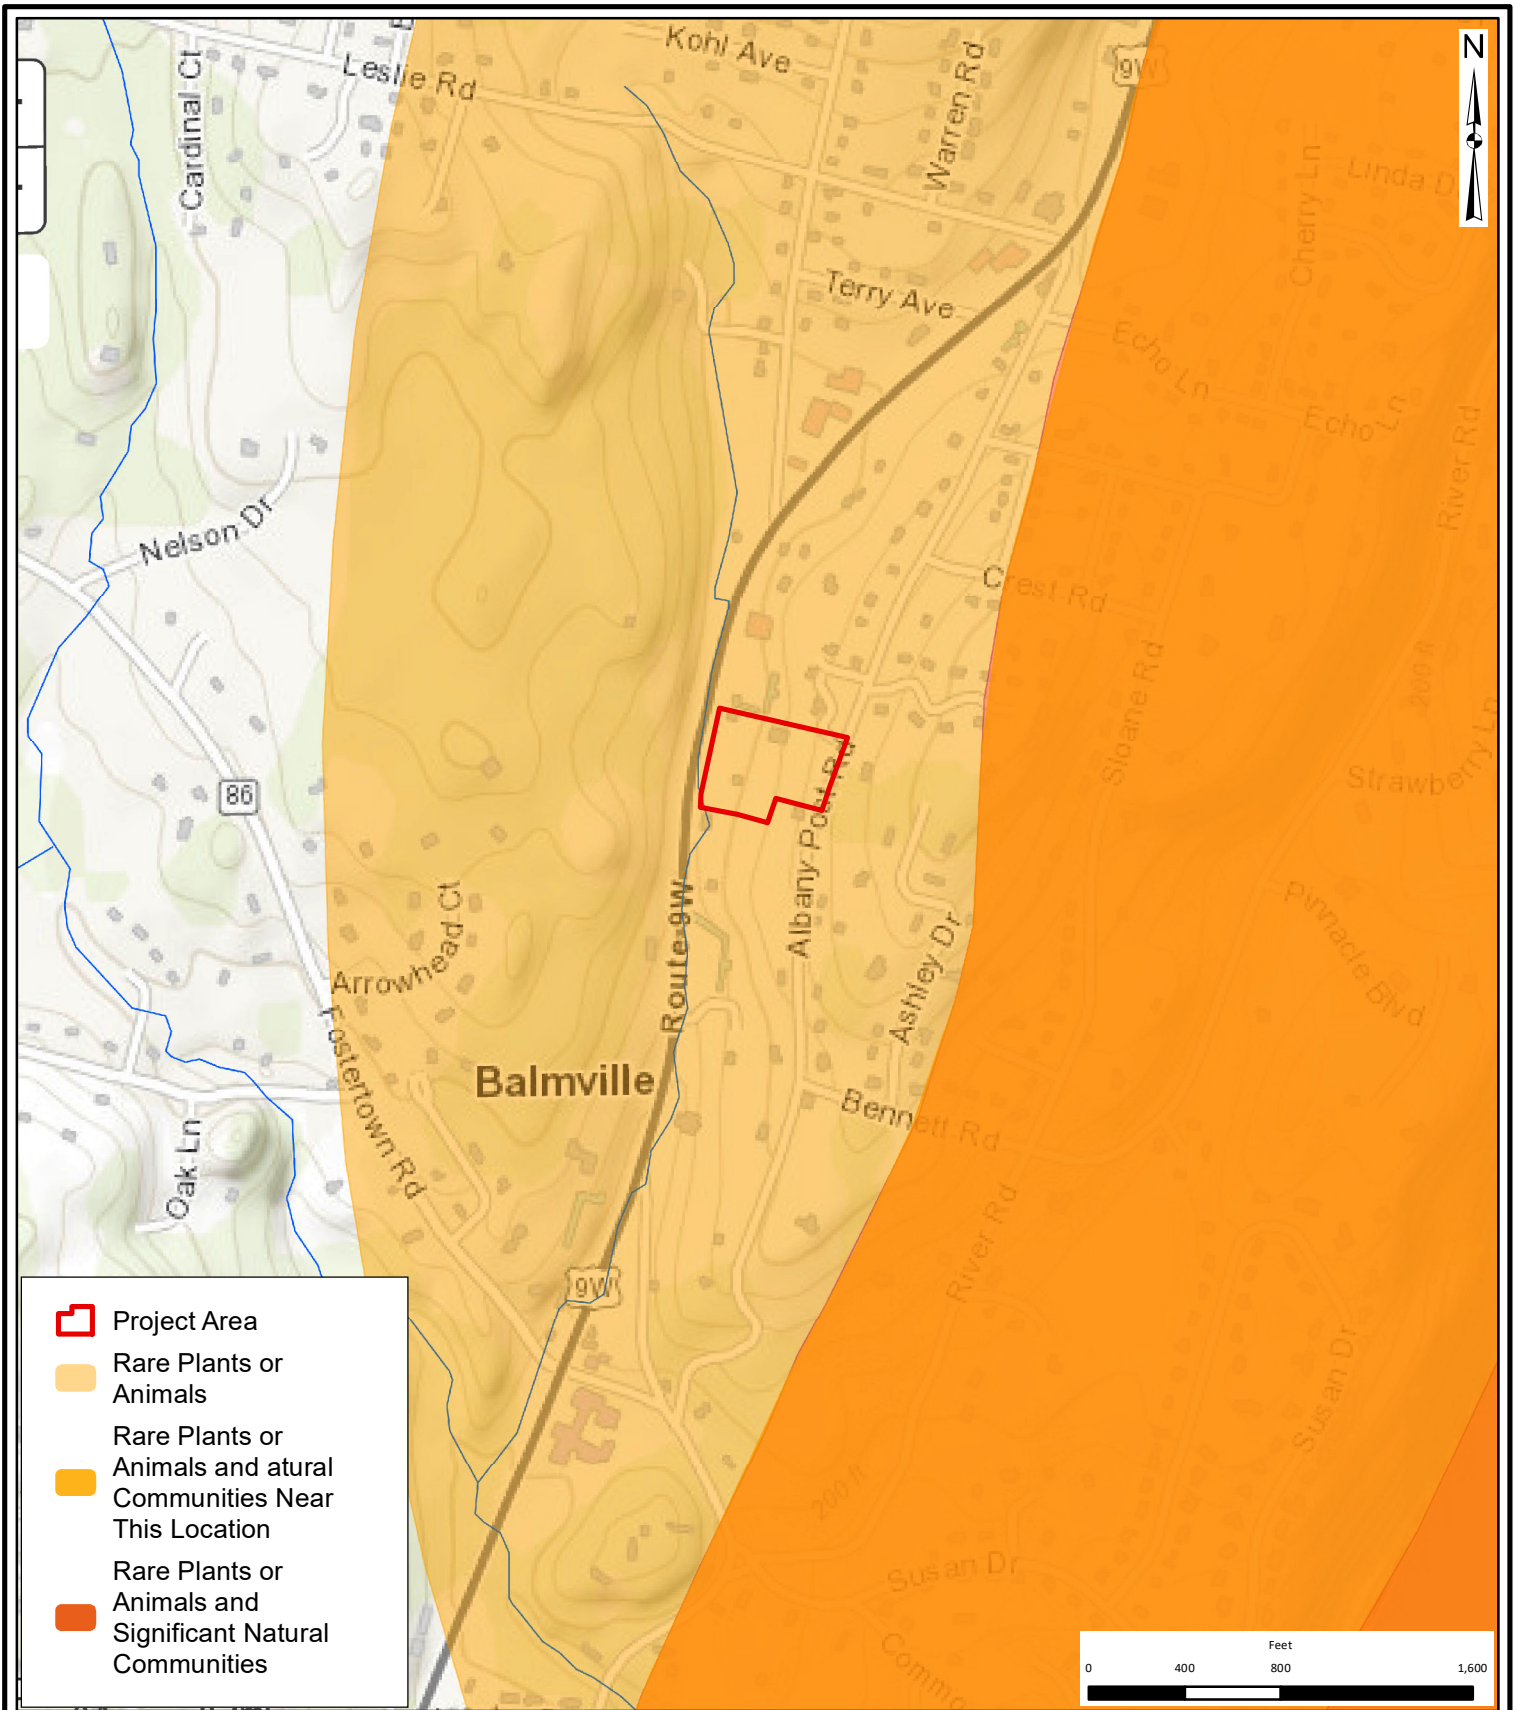 Kohl Ave
9W
N
Leslie Rd
Cardinal Ct
Warren Rd
Cherry Ln
Linda D
Terry Ave
Echo Ln
Echo Ln
River Rd
Nelson Dr
Crest Rd
200 ft
Sloane Rd
Strawberry Ln
86
Albany Post Rd
Route 9W
Arrowhead Ct
Ashley Dr
Pinnacle Blvd
Fostertown Rd
Balmville
Bennett Rd
Oak Ln
River Rd
9W
Susan Dr
200 ft
Susan Dr
Commo
Project Area
Rare Plants or
Animals
Rare Plants or
Animals and atural
Communities Near
This Location
Rare Plants or
Animals and
Significant Natural
Communities
Feet
0 400 800 1,600